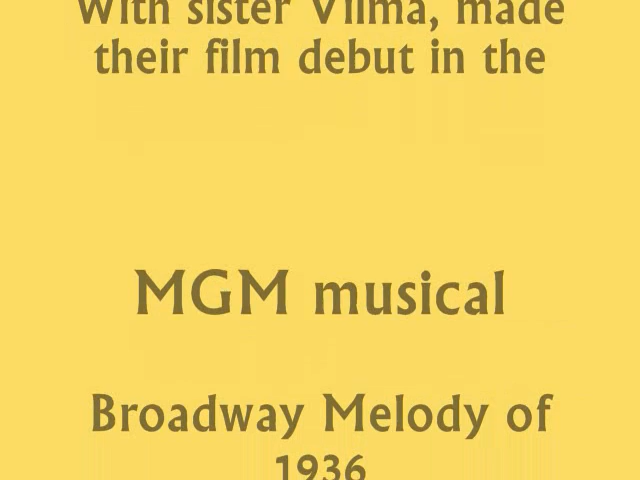 With sister Vilma, made
their film debut in the
MGM musical
Broadway Melody of
1936